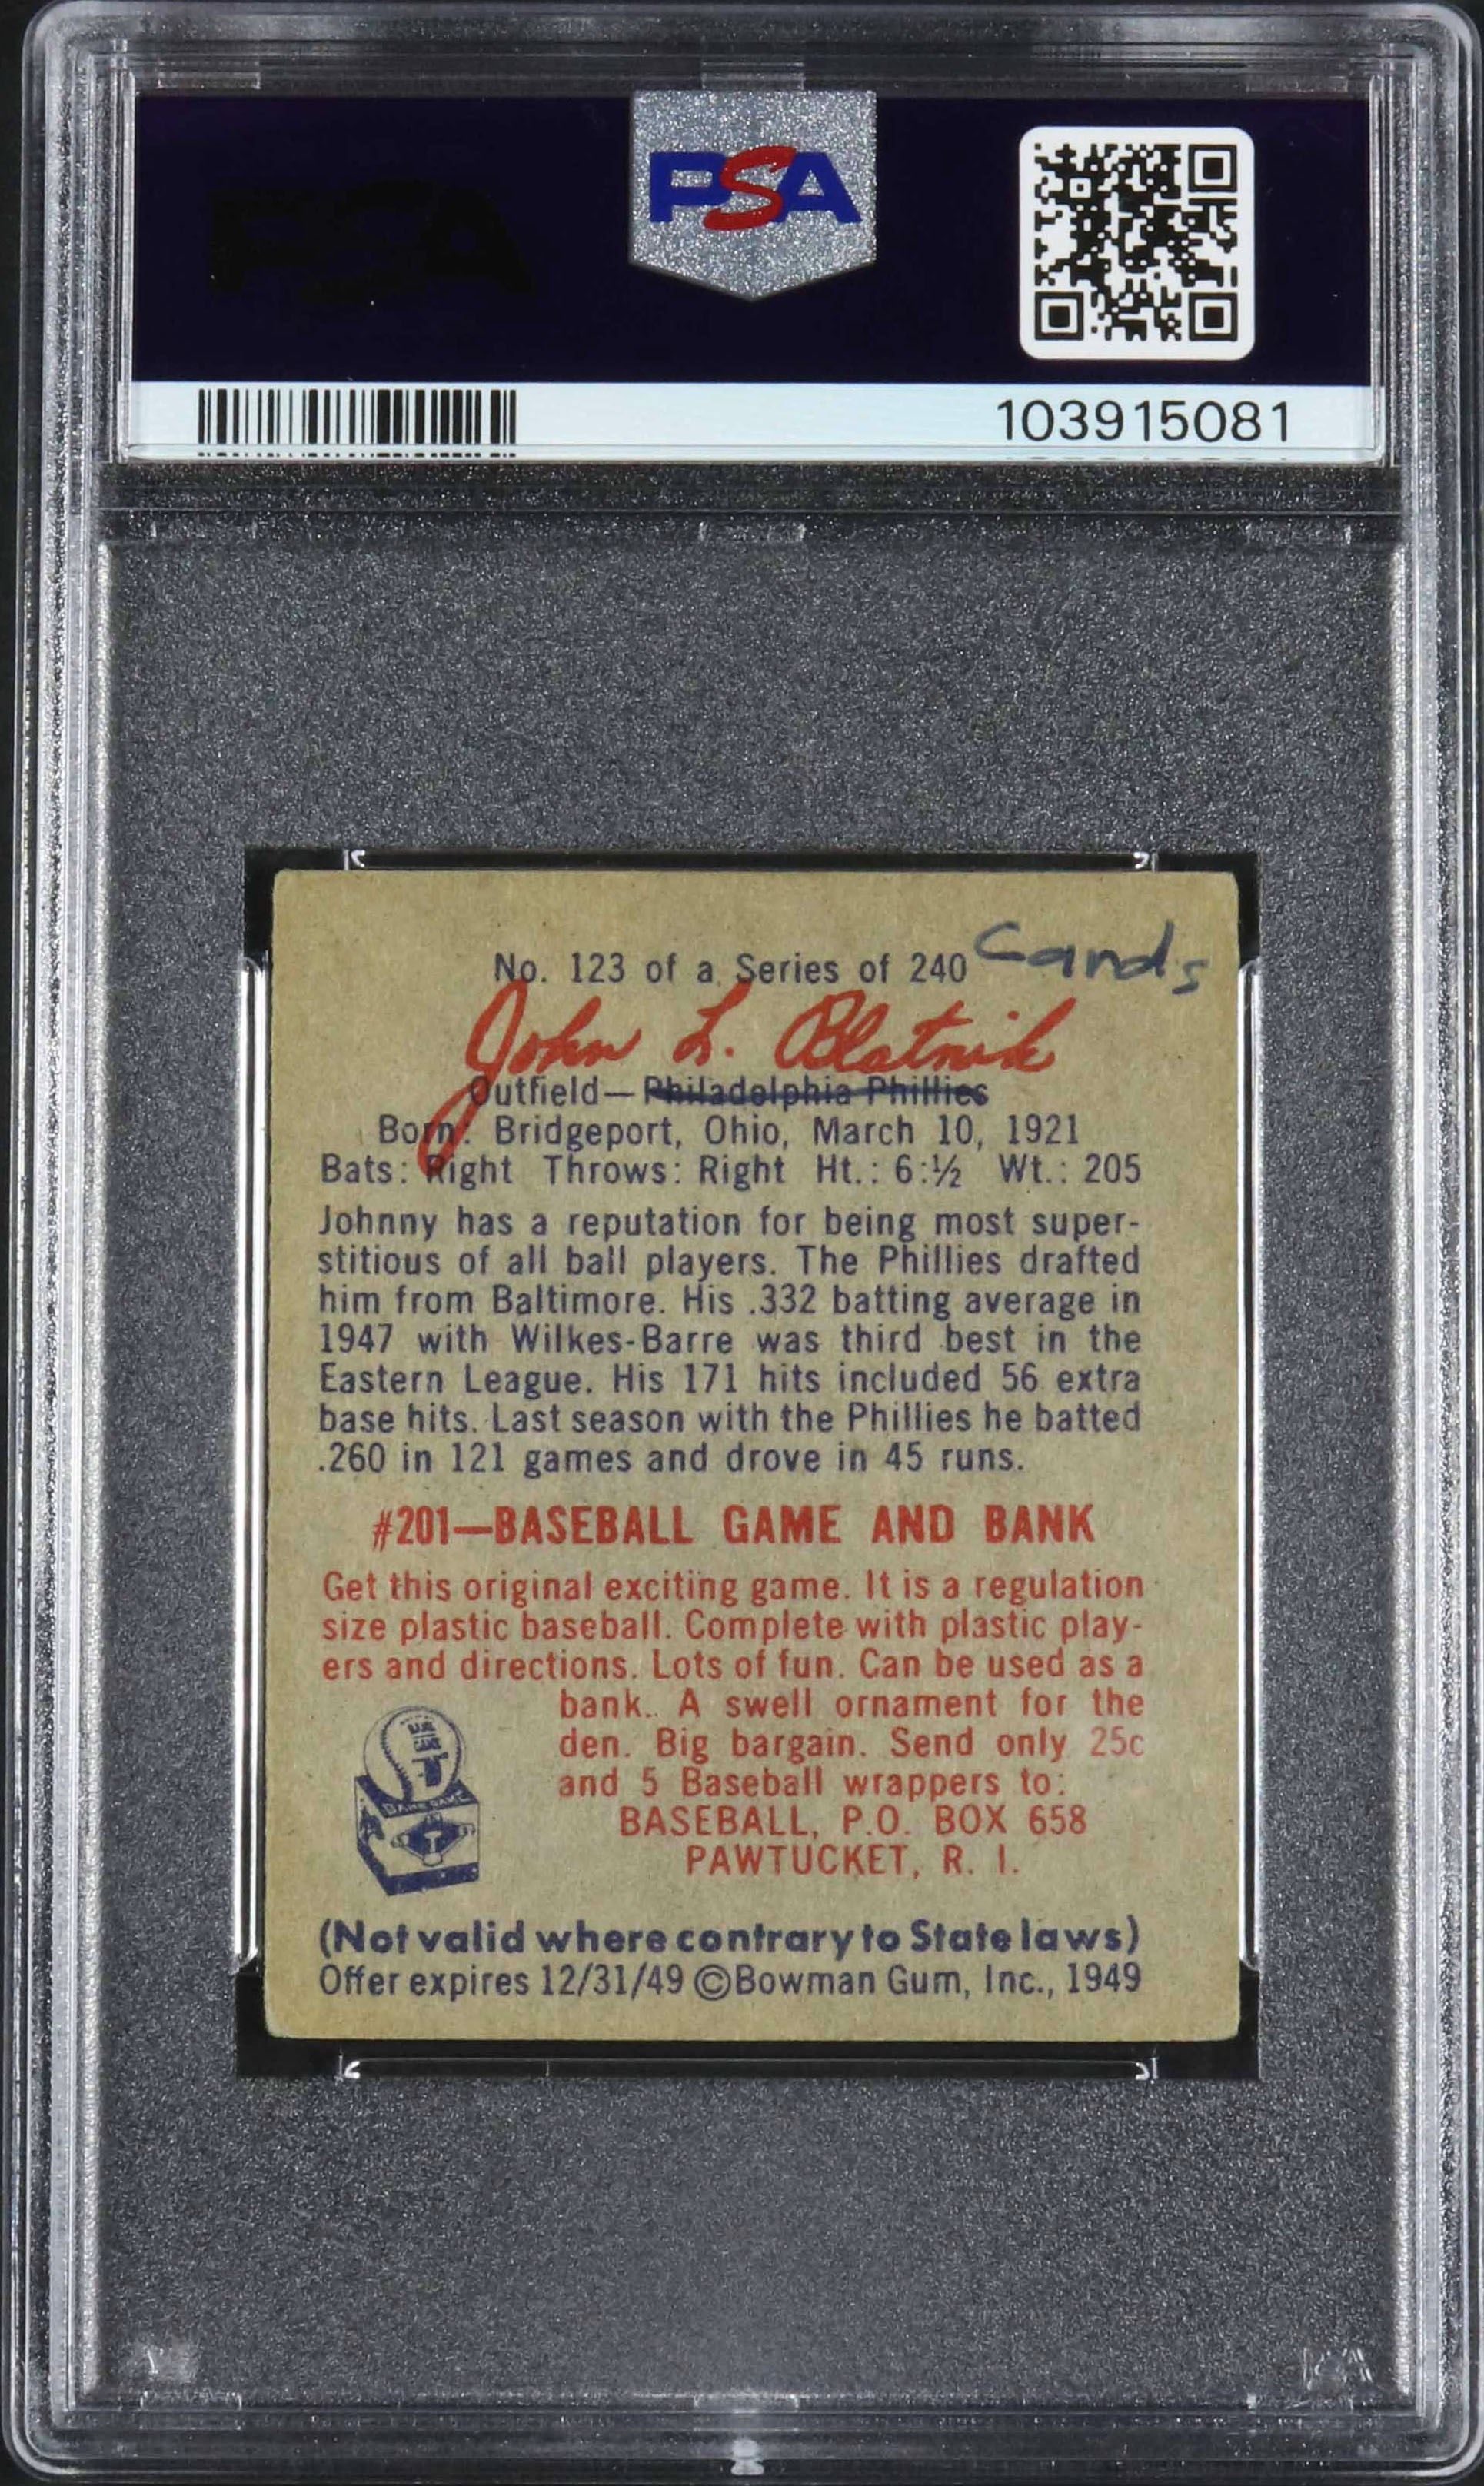 PSA
103915081
Cards
No. 123 of a Series of 240
John L. Blatnik
Outfield—Philadelphia Phillies
Born: Bridgeport, Ohio, March 10, 1921
Bats: Right Throws: Right Ht.: 6:½ Wt.: 205
Johnny has a reputation for being most super-
stitious of all ball players. The Phillies drafted
him from Baltimore. His .332 batting average in
1947 with Wilkes-Barre was third best in the
Eastern League. His 171 hits included 56 extra
base hits. Last season with the Phillies he batted
.260 in 121 games and drove in 45 runs.
#201—BASEBALL GAME AND BANK
Get this original exciting game. It is a regulation
size plastic baseball. Complete with plastic play-
ers and directions. Lots of fun. Can be used as a
bank. A swell ornament for the
den. Big bargain. Send only 25c
and 5 Baseball wrappers to:
BASEBALL, P.O. BOX 658
PAWTUCKET, R. I.
(Not valid where contrary to State laws)
Offer expires 12/31/49 ©Bowman Gum, Inc., 1949